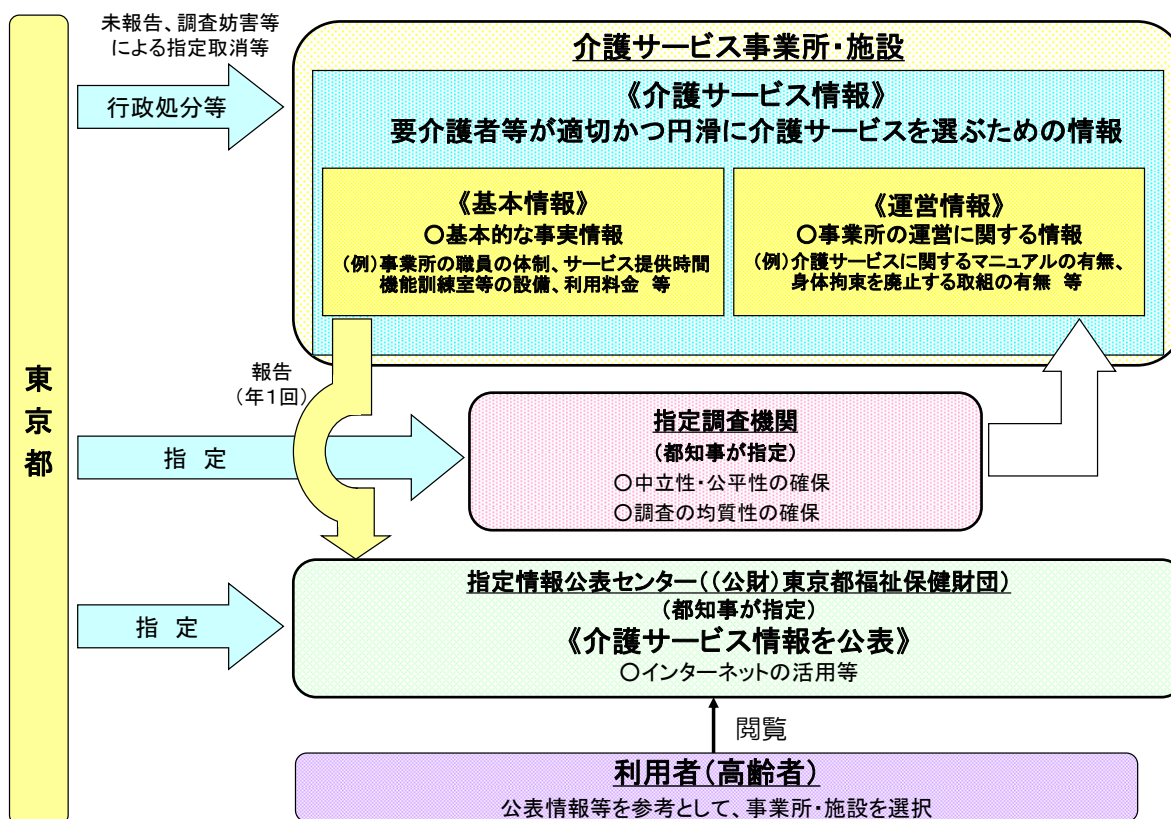 未報告、調査妨害等
による指定取消等
行政処分等
介護サービス事業所・施設
《介護サービス情報》
要介護者等が適切かつ円滑に介護サービスを選ぶための情報
《基本情報》
○基本的な事実情報
(例)事業所の職員の体制、サービス提供時間
機能訓練室等の設備、利用料金 等
《運営情報》
○事業所の運営に関する情報
(例)介護サービスに関するマニュアルの有無、
身体拘束を廃止する取組の有無 等
東京都
報告
(年1回)
指 定
指定調査機関
(都知事が指定)
○中立性・公平性の確保
○調査の均質性の確保
指 定
指定情報公表センター((公財)東京都福祉保健財団)
(都知事が指定)
《介護サービス情報を公表》
○インターネットの活用等
閲覧
利用者(高齢者)
公表情報等を参考として、事業所・施設を選択